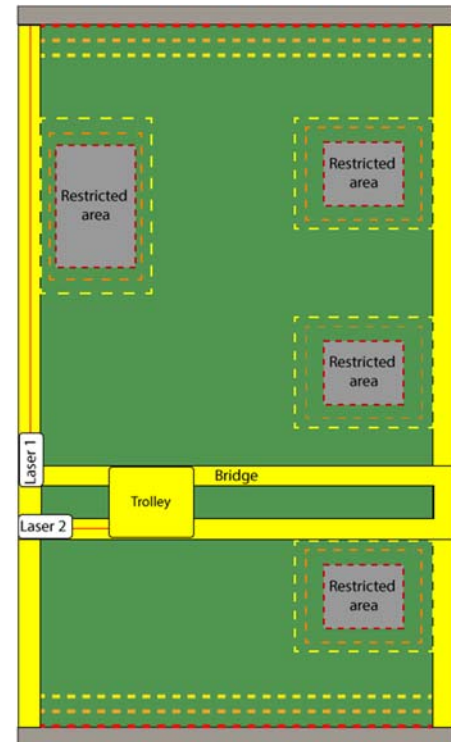 Restricted
area
Restricted
area
Restricted
area
Laser 1
Bridge
Trolley
Laser 2
Restricted
area